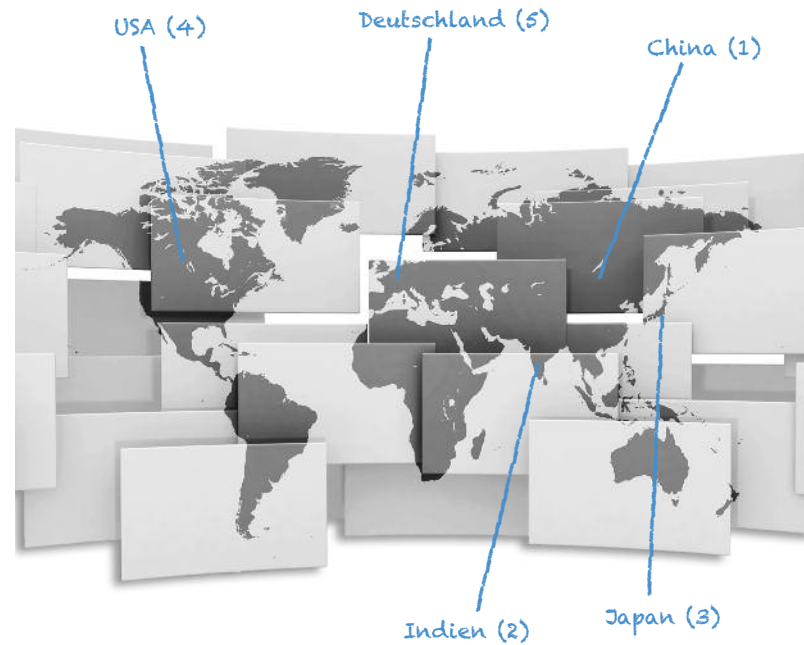 USA (4)
Deutschland (5)
China (1)
Indien (2)
Japan (3)